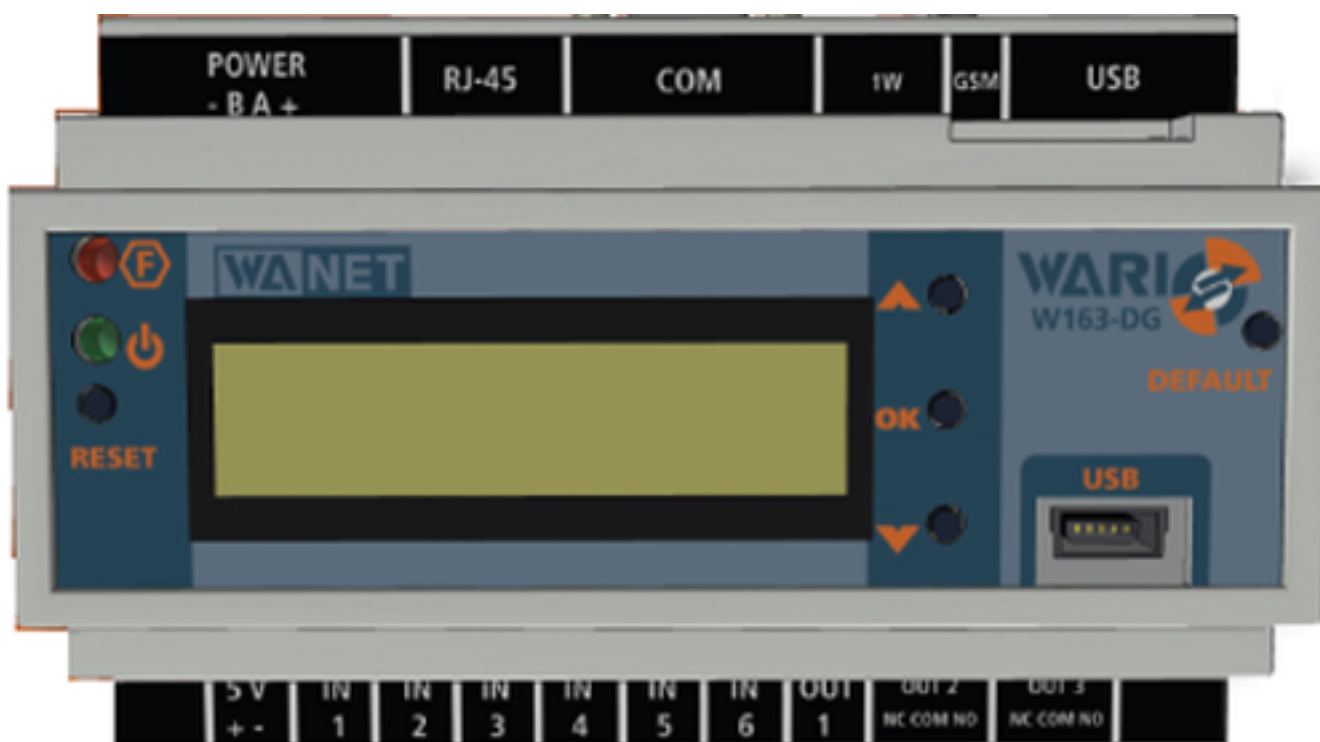 POWER RJ-45 COM 1W GSM USB
- B A +
F WANET WARIO
W163-DG
DEFAULT
OK
RESET
USB
5 V IN IN IN IN IN IN OUT OUT 2 OUT 3
+ - 1 2 3 4 5 6 1 NC COM NO NC COM NO